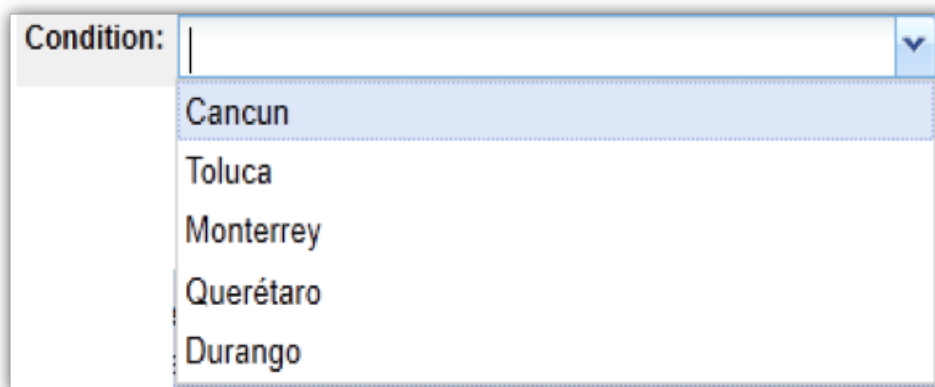 Condition:
Cancun
Toluca
Monterrey
Querétaro
Durango